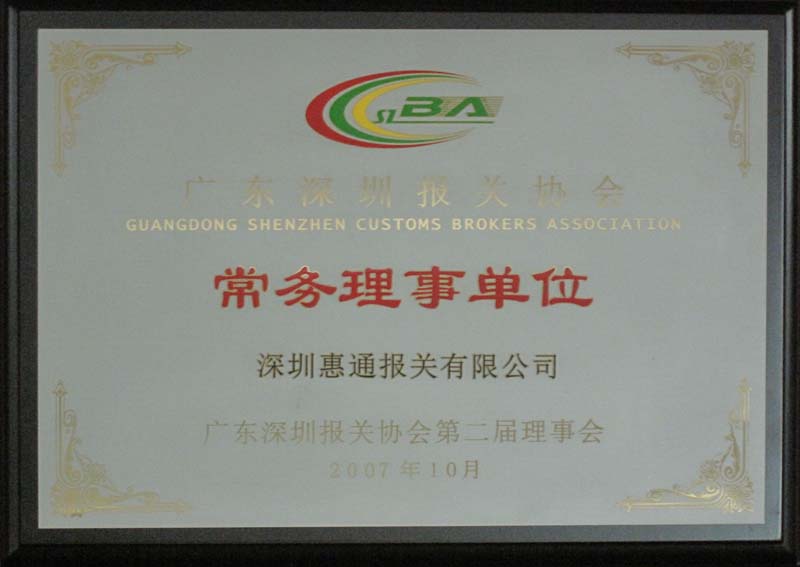 SZBA
广东深圳报关协会
GUANGDONG SHENZHEN CUSTOMS BROKERS ASSOCIATION
常务理事单位
深圳惠通报关有限公司
广东深圳报关协会第二届理事会
2007年10月